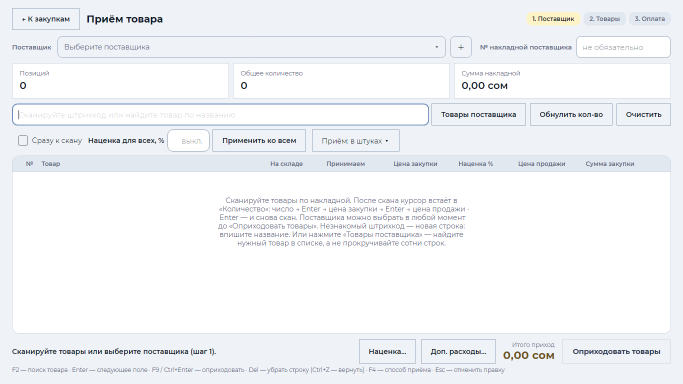 ← К закупкам
Приём товара
1. Поставщик
2. Товары
3. Оплата
Поставщик
Выберите поставщика
+
№ накладной поставщика
не обязательно
Позиций
0
Общее количество
0
Сумма накладной
0,00 сом
Сканируйте штрихкод или найдите товар по названию
Товары поставщика
Обнулить кол-во
Очистить
Сразу к скану
Наценка для всех, %
выкл.
Применить ко всем
Приём: в штуках
№ Товар На складе Принимаем Цена закупки Наценка % Цена продажи Сумма закупки
Сканируйте товары по накладной. После скана курсор встаёт в
«Количество»: число → Enter → цена закупки → Enter → цена продажи ·
Enter — и снова скан. Поставщика можно выбрать в любой момент
до «Оприходовать товары». Незнакомый штрихкод — новая строка:
впишите название. Или нажмите «Товары поставщика» — найдите
нужный товар в списке, а не прокручивайте сотни строк.
Сканируйте товары или выберите поставщика (шаг 1).
Наценка...
Доп. расходы...
Итого приход
0,00 сом
Оприходовать товары
F2 — поиск товара · Enter — следующее поле · F9 / Ctrl+Enter — оприходовать · Del — убрать строку (Ctrl+Z — вернуть) · F4 — способ приёма · Esc — отменить правку